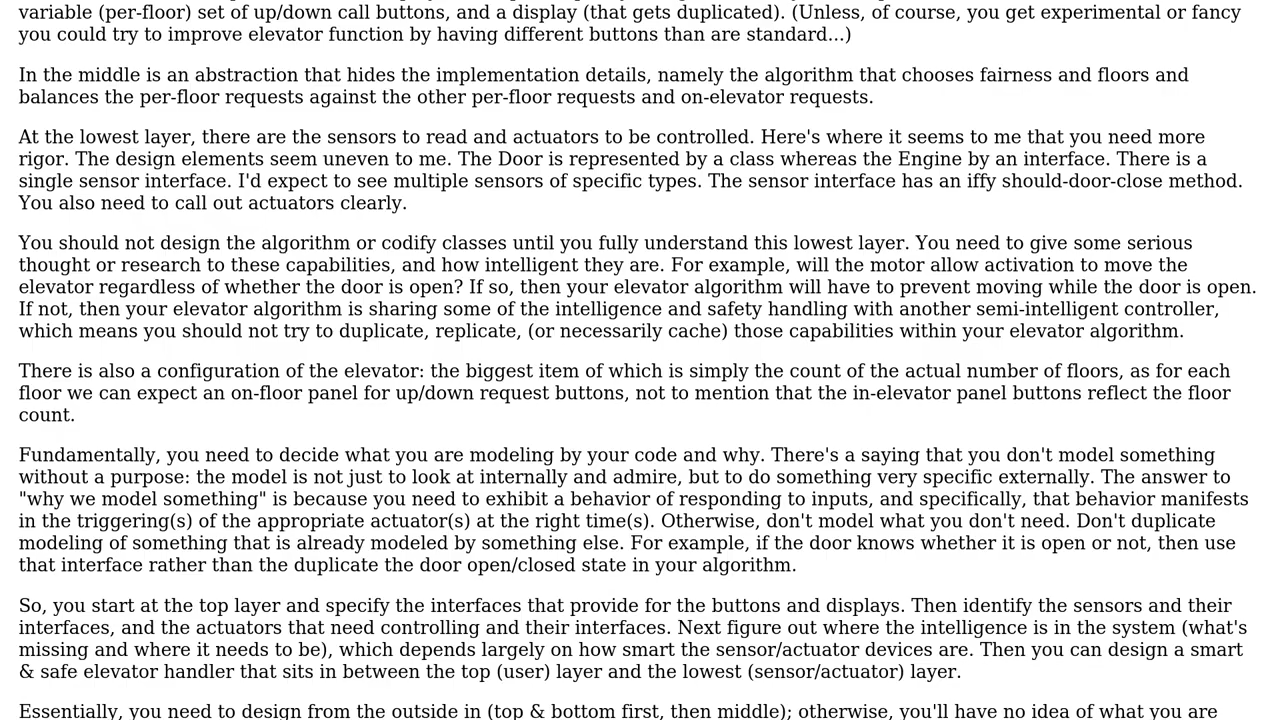 variable (per-floor) set of up/down call buttons, and a display (that gets duplicated). (Unless, of course, you get experimental or fancy
you could try to improve elevator function by having different buttons than are standard...)
In the middle is an abstraction that hides the implementation details, namely the algorithm that chooses fairness and floors and
balances the per-floor requests against the other per-floor requests and on-elevator requests.
At the lowest layer, there are the sensors to read and actuators to be controlled. Here's where it seems to me that you need more
rigor. The design elements seem uneven to me. The Door is represented by a class whereas the Engine by an interface. There is a
single sensor interface. I'd expect to see multiple sensors of specific types. The sensor interface has an iffy should-door-close method.
You also need to call out actuators clearly.
You should not design the algorithm or codify classes until you fully understand this lowest layer. You need to give some serious
thought or research to these capabilities, and how intelligent they are. For example, will the motor allow activation to move the
elevator regardless of whether the door is open? If so, then your elevator algorithm will have to prevent moving while the door is open.
If not, then your elevator algorithm is sharing some of the intelligence and safety handling with another semi-intelligent controller,
which means you should not try to duplicate, replicate, (or necessarily cache) those capabilities within your elevator algorithm.
There is also a configuration of the elevator: the biggest item of which is simply the count of the actual number of floors, as for each
floor we can expect an on-floor panel for up/down request buttons, not to mention that the in-elevator panel buttons reflect the floor
count.
Fundamentally, you need to decide what you are modeling by your code and why. There's a saying that you don't model something
without a purpose: the model is not just to look at internally and admire, but to do something very specific externally. The answer to
"why we model something" is because you need to exhibit a behavior of responding to inputs, and specifically, that behavior manifests
in the triggering(s) of the appropriate actuator(s) at the right time(s). Otherwise, don't model what you don't need. Don't duplicate
modeling of something that is already modeled by something else. For example, if the door knows whether it is open or not, then use
that interface rather than the duplicate the door open/closed state in your algorithm.
So, you start at the top layer and specify the interfaces that provide for the buttons and displays. Then identify the sensors and their
interfaces, and the actuators that need controlling and their interfaces. Next figure out where the intelligence is in the system (what's
missing and where it needs to be), which depends largely on how smart the sensor/actuator devices are. Then you can design a smart
& safe elevator handler that sits in between the top (user) layer and the lowest (sensor/actuator) layer.
Essentially, you need to design from the outside in (top & bottom first, then middle); otherwise, you'll have no idea of what you are